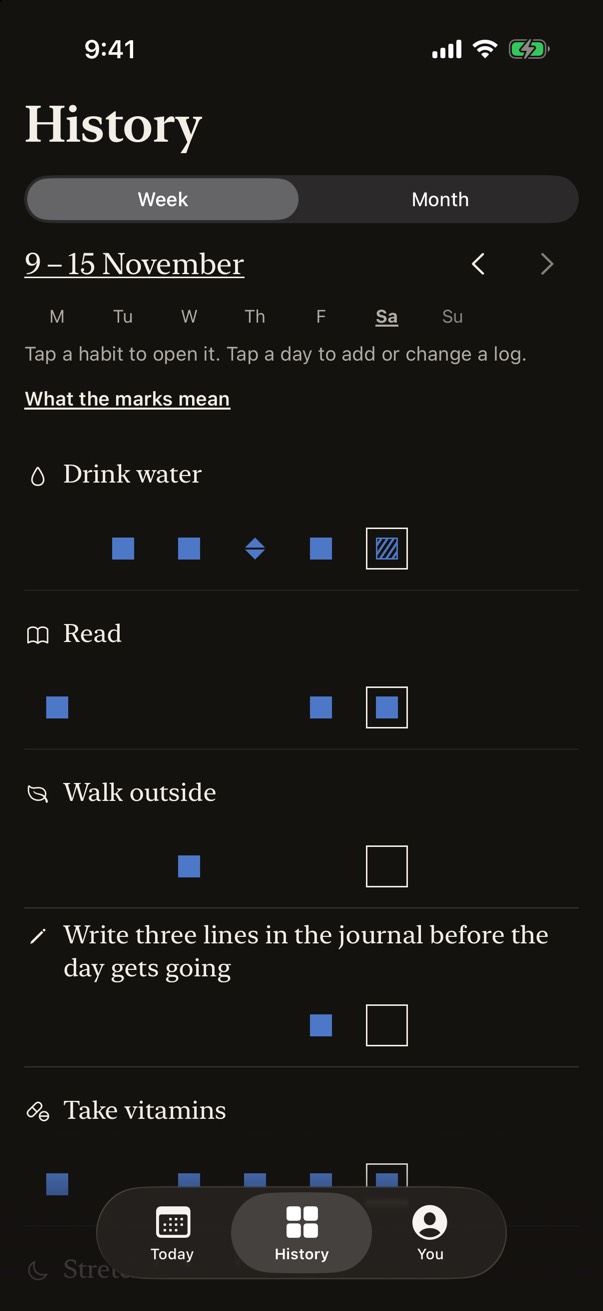 9:41
History
Week
Month
9 – 15 November
M Tu W Th F Sa Su
Tap a habit to open it. Tap a day to add or change a log.
What the marks mean
Drink water
Read
Walk outside
Write three lines in the journal before the
day gets going
Take vitamins
Today
History
You